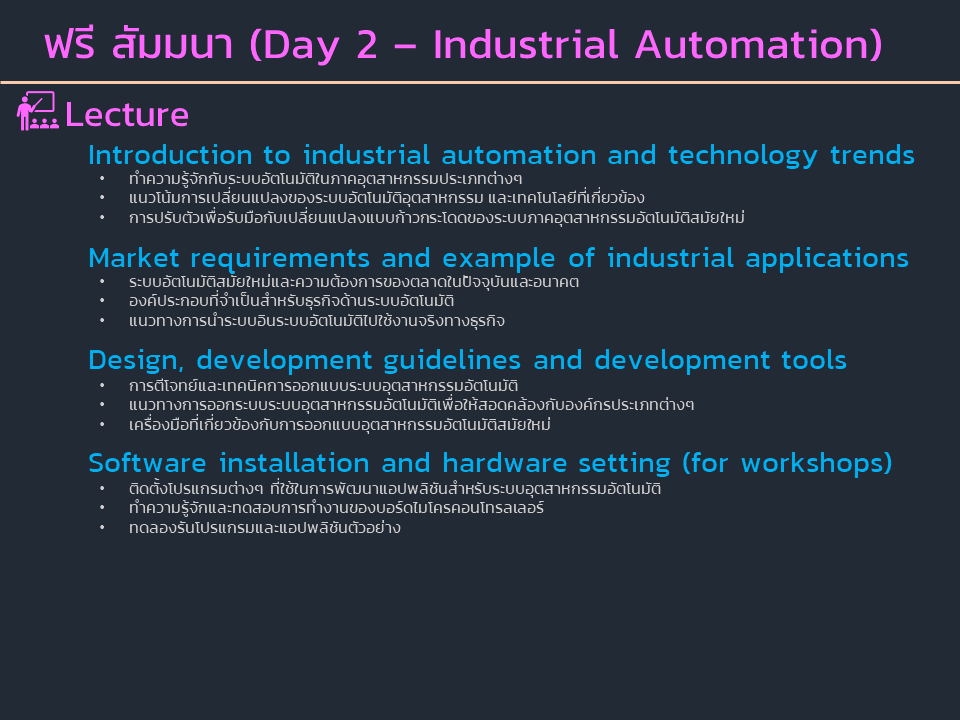 ฟรี สัมมนา (Day 2 – Industrial Automation)
Lecture
Introduction to industrial automation and technology trends
• ทำความรู้จักกับระบบอัตโนมัติในภาคอุตสาหกรรมประเภทต่างๆ
• แนวโน้มการเปลี่ยนแปลงของระบบอัตโนมัติอุตสาหกรรม และเทคโนโลยีที่เกี่ยวข้อง
• การปรับตัวเพื่อรับมือกับเปลี่ยนแปลงแบบก้าวกระโดดของระบบภาคอุตสาหกรรมอัตโนมัติสมัยใหม่
Market requirements and example of industrial applications
• ระบบอัตโนมัติสมัยใหม่และความต้องการของตลาดในปัจจุบันและอนาคต
• องค์ประกอบที่จำเป็นสำหรับธุรกิจด้านระบบอัตโนมัติ
• แนวทางการนำระบบอินระบบอัตโนมัติไปใช้งานจริงทางธุรกิจ
Design, development guidelines and development tools
• การตีโจทย์และเทคนิคการออกแบบระบบอุตสาหกรรมอัตโนมัติ
• แนวทางการออกระบบระบบอุตสาหกรรมอัตโนมัติเพื่อให้สอดคล้องกับองค์กรประเภทต่างๆ
• เครื่องมือที่เกี่ยวข้องกับการออกแบบอุตสาหกรรมอัตโนมัติสมัยใหม่
Software installation and hardware setting (for workshops)
• ติดตั้งโปรแกรมต่างๆ ที่ใช้ในการพัฒนาแอปพลิชันสำหรับระบบอุตสาหกรรมอัตโนมัติ
• ทำความรู้จักและทดสอบการทำงานของบอร์ดไมโครคอนโทรลเลอร์
• ทดลองรันโปรแกรมและแอปพลิชันตัวอย่าง